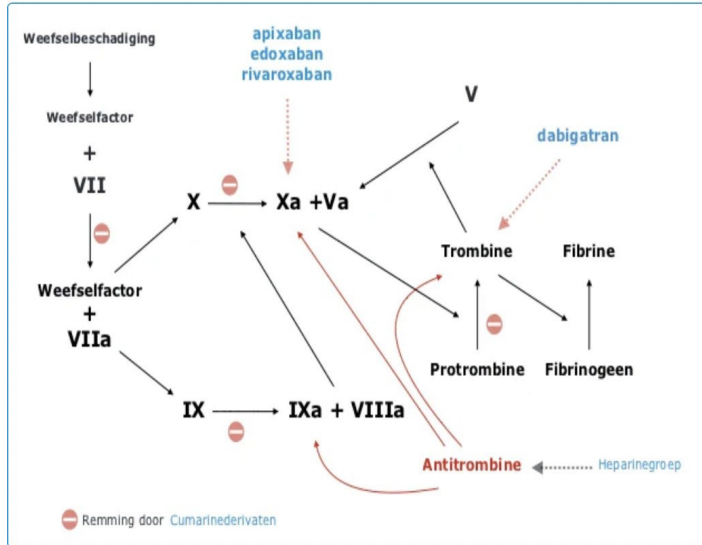 Weefselbeschadiging
Weefselfactor
+
VII
Weefselfactor
+
VIIa
apixaban
edoxaban
rivaroxaban
X
Xa +Va
V
dabigatran
Trombine
Fibrine
Protrombine
Fibrinogeen
IX
IXa + VIIIa
Antitrombine
Heparinegroep
Remming door Cumarinederivaten